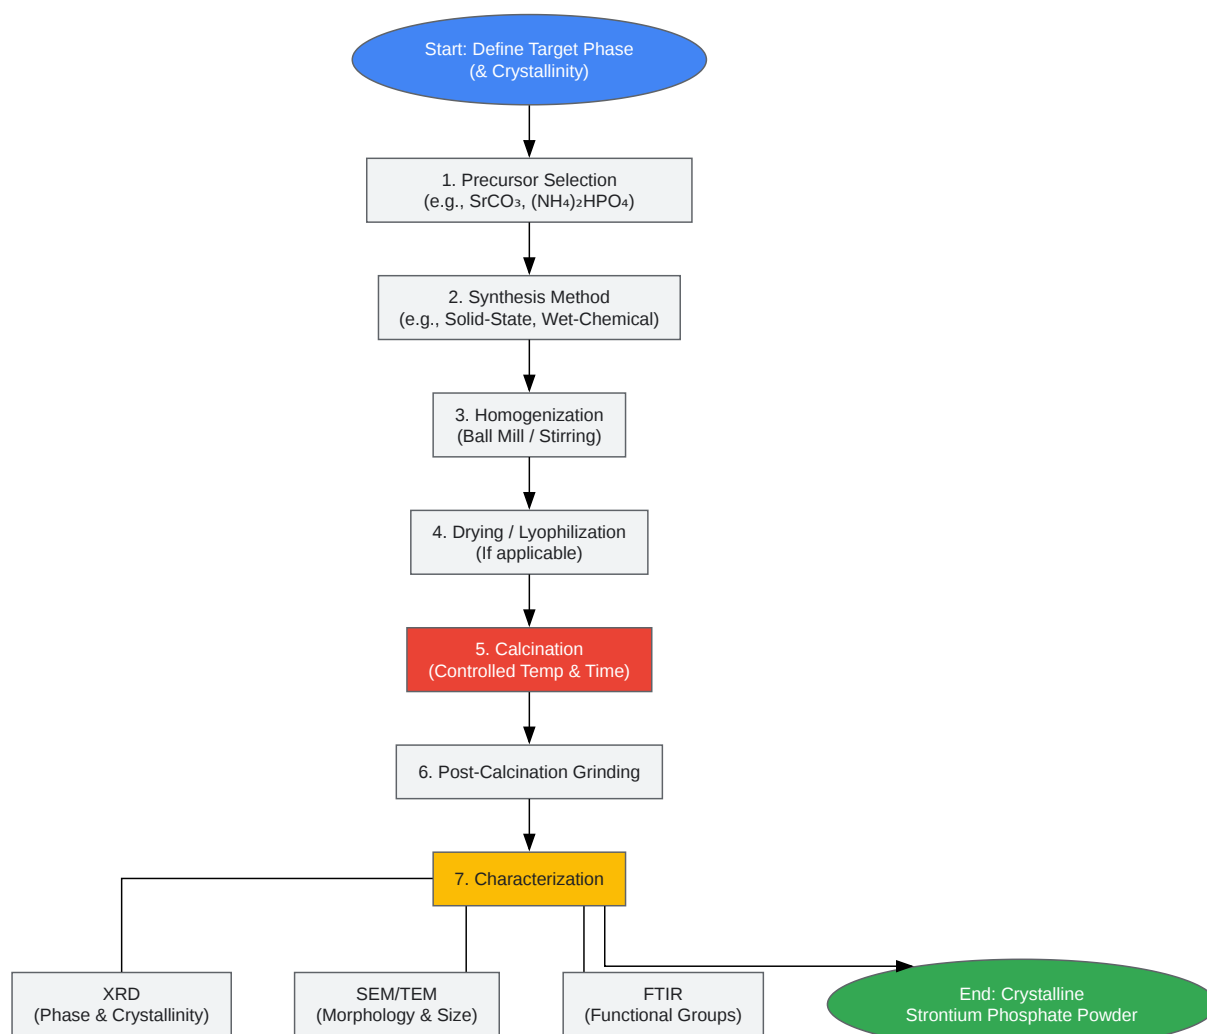 Start: Define Target Phase
(& Crystallinity)
1. Precursor Selection
(e.g., SrCO₃, (NH₄)₂HPO₄)
2. Synthesis Method
(e.g., Solid-State, Wet-Chemical)
3. Homogenization
(Ball Mill / Stirring)
4. Drying / Lyophilization
(If applicable)
5. Calcination
(Controlled Temp & Time)
6. Post-Calcination Grinding
7. Characterization
XRD
(Phase & Crystallinity)
SEM/TEM
(Morphology & Size)
FTIR
(Functional Groups)
End: Crystalline
Strontium Phosphate Powder